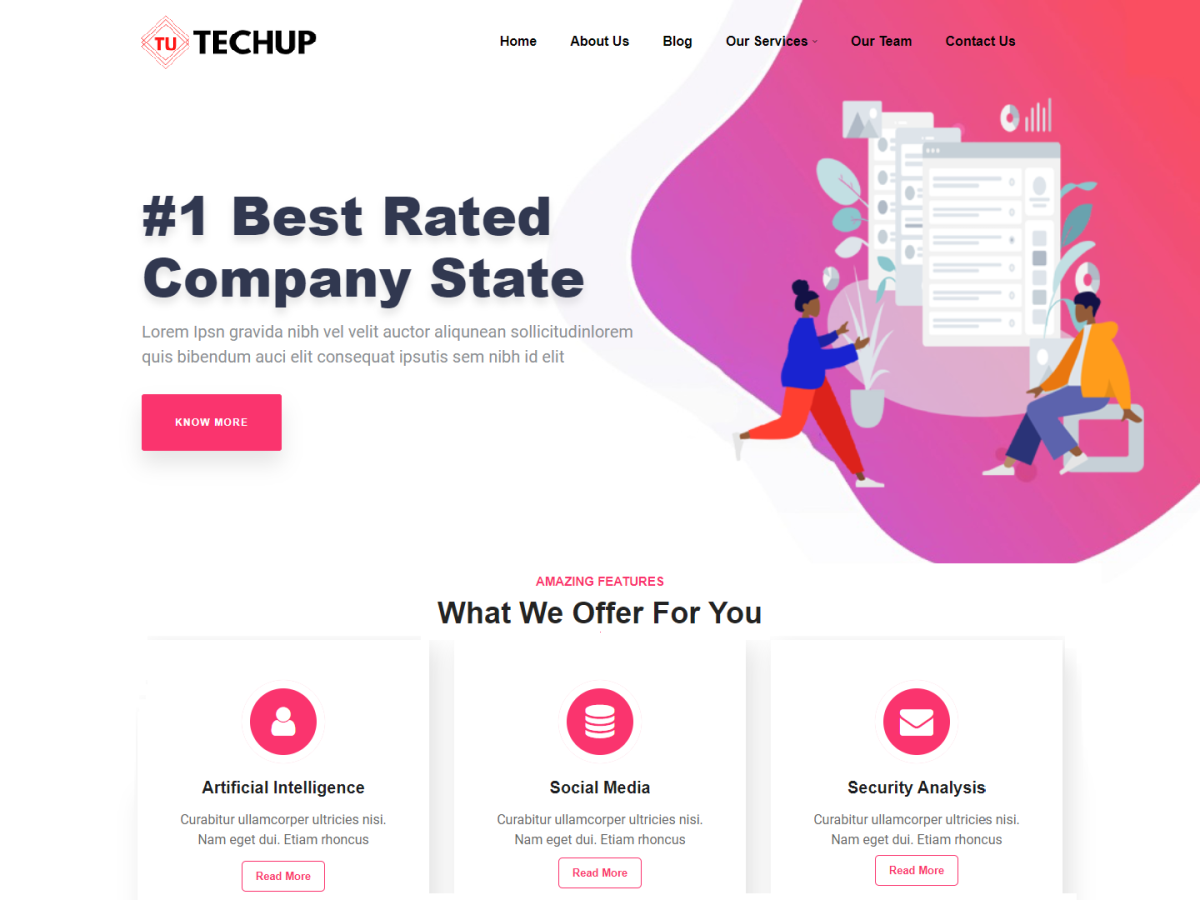 TU TECHUP
Home About Us Blog Our Services Our Team Contact Us
#1 Best Rated
Company State
Lorem Ipsn gravida nibh vel velit auctor aliqunean sollicitudinlorem
quis bibendum auci elit consequat ipsutis sem nibh id elit
KNOW MORE
AMAZING FEATURES
What We Offer For You
Artificial Intelligence
Curabitur ullamcorper ultricies nisi.
Nam eget dui. Etiam rhoncus
Read More
Social Media
Curabitur ullamcorper ultricies nisi.
Nam eget dui. Etiam rhoncus
Read More
Security Analysis
Curabitur ullamcorper ultricies nisi.
Nam eget dui. Etiam rhoncus
Read More